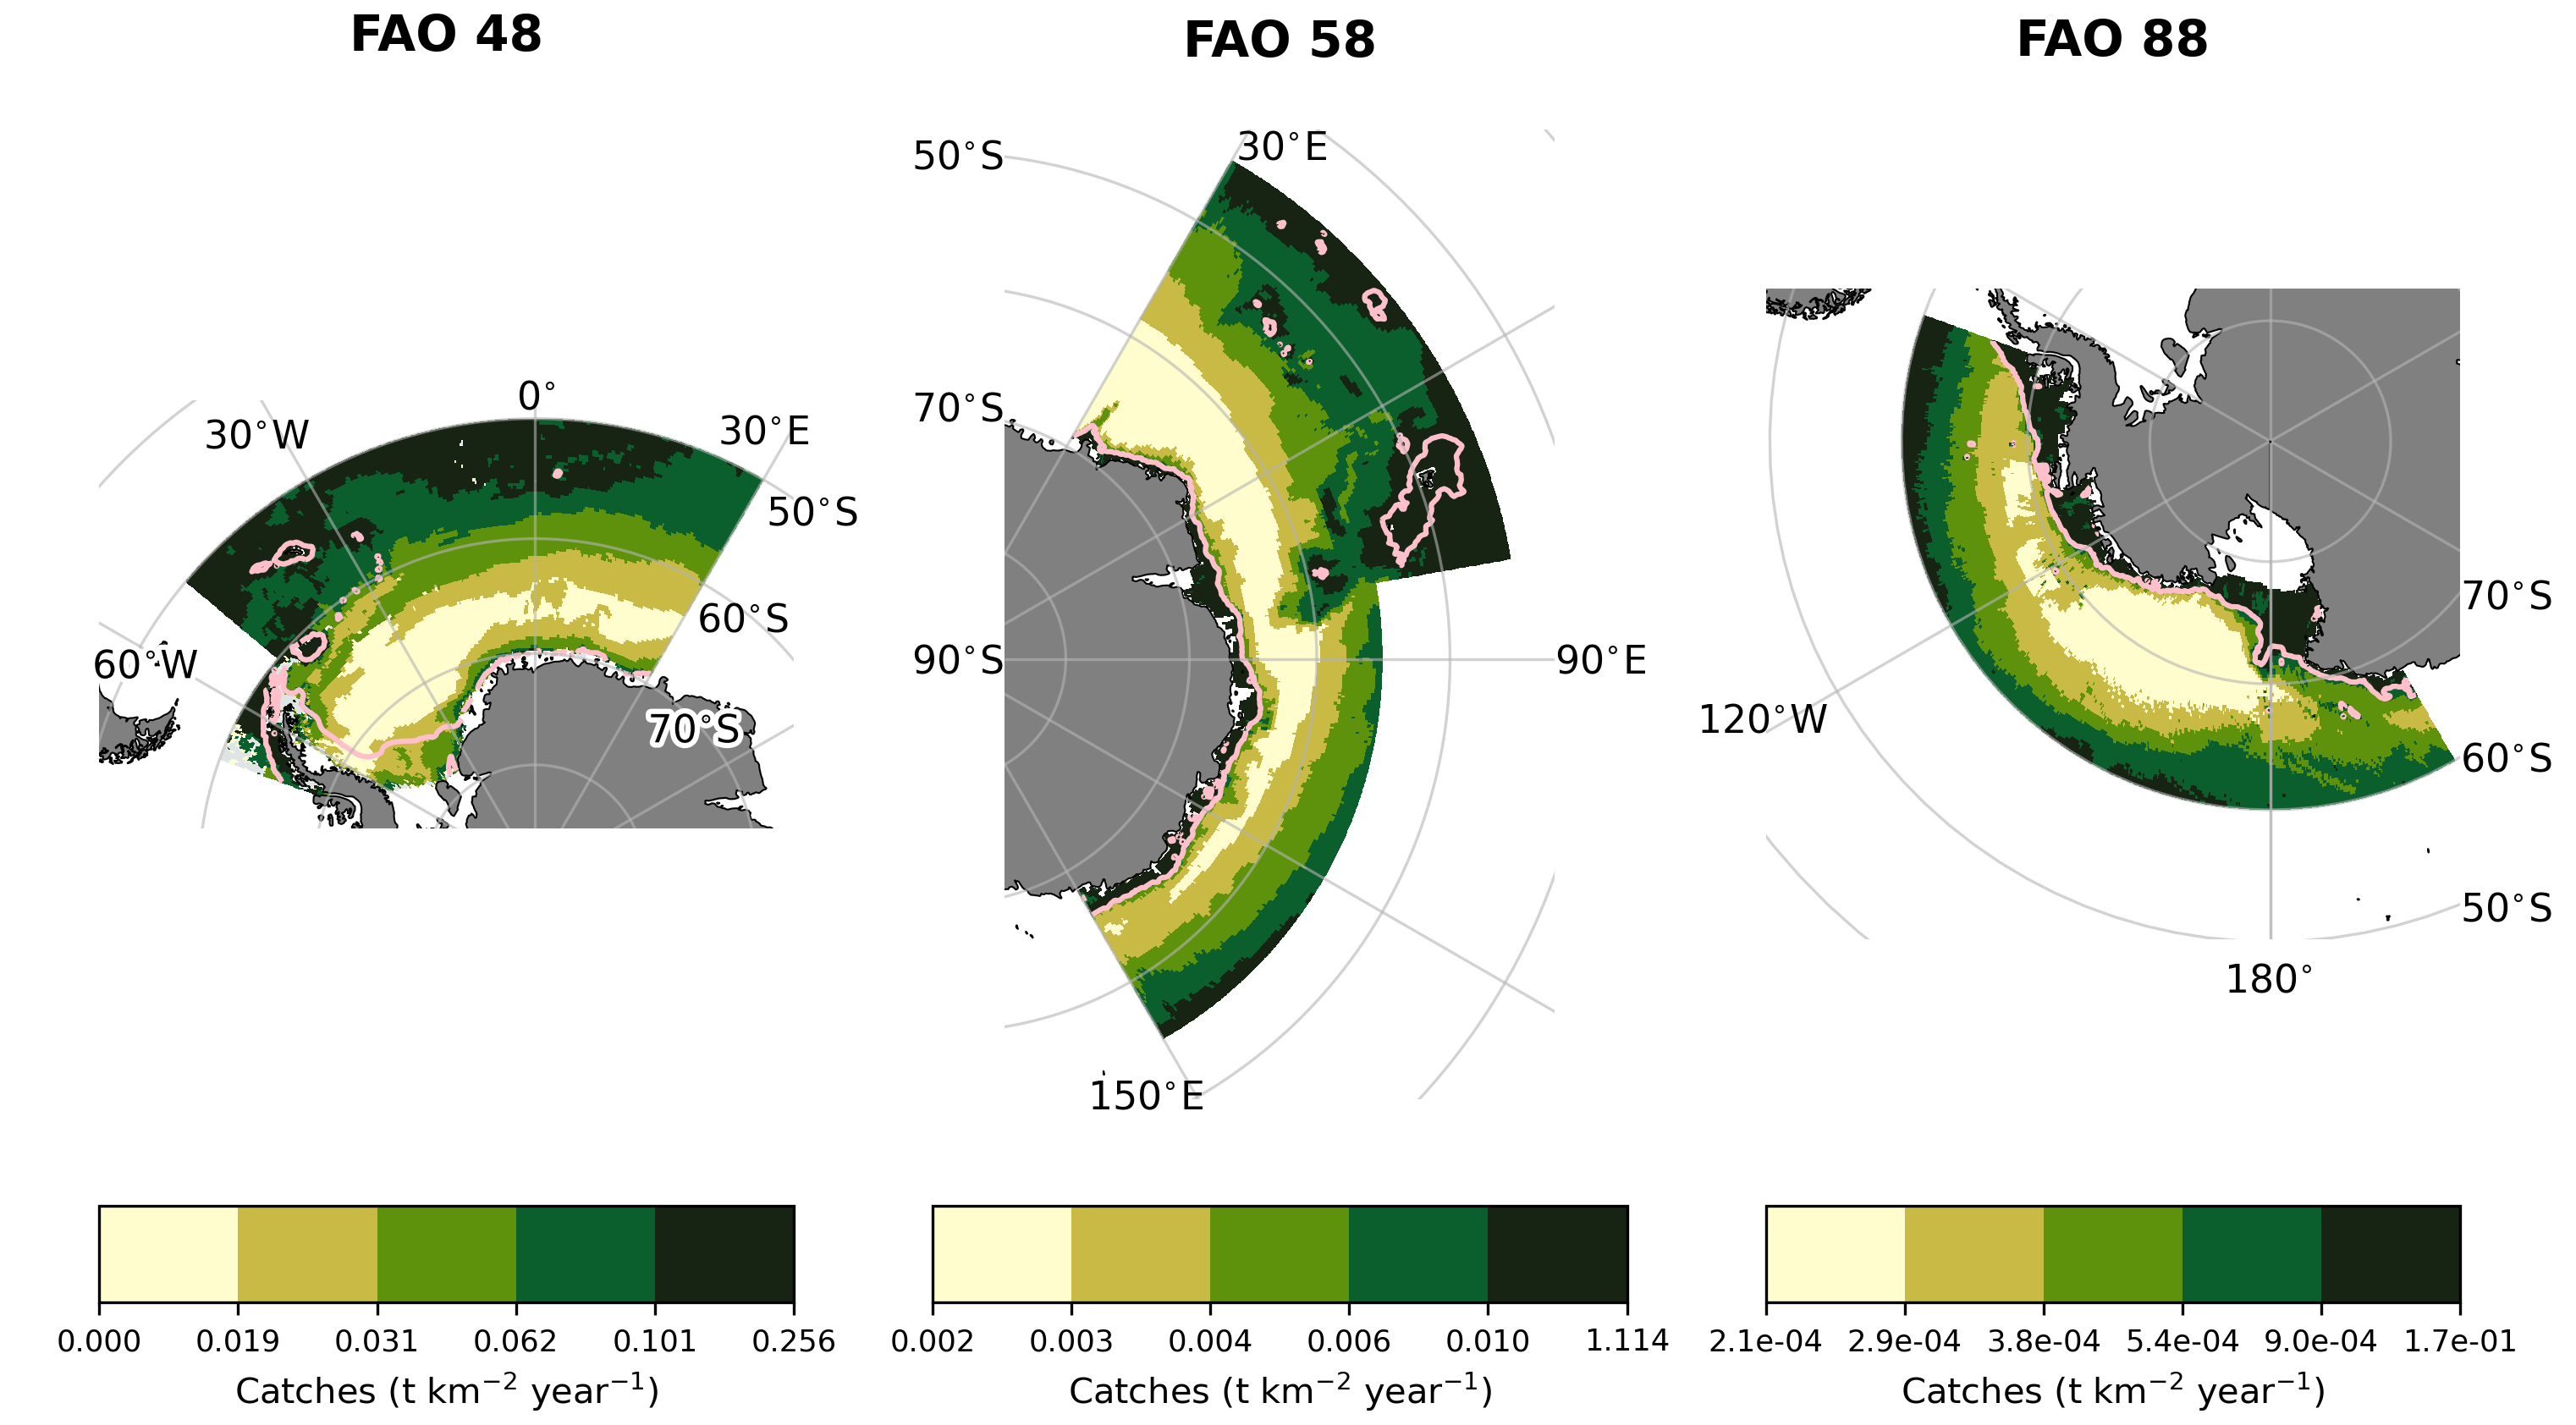 FAO 48
FAO 58
FAO 88
0°
30°W
30°E
50°S
60°S
60°W
70°S
50°S
30°E
70°S
90°S
90°E
150°E
70°S
120°W
60°S
50°S
180°
0.000 0.019 0.031 0.062 0.101 0.256
Catches (t km⁻² year⁻¹)
0.002 0.003 0.004 0.006 0.010 1.114
Catches (t km⁻² year⁻¹)
2.1e-04 2.9e-04 3.8e-04 5.4e-04 9.0e-04 1.7e-01
Catches (t km⁻² year⁻¹)